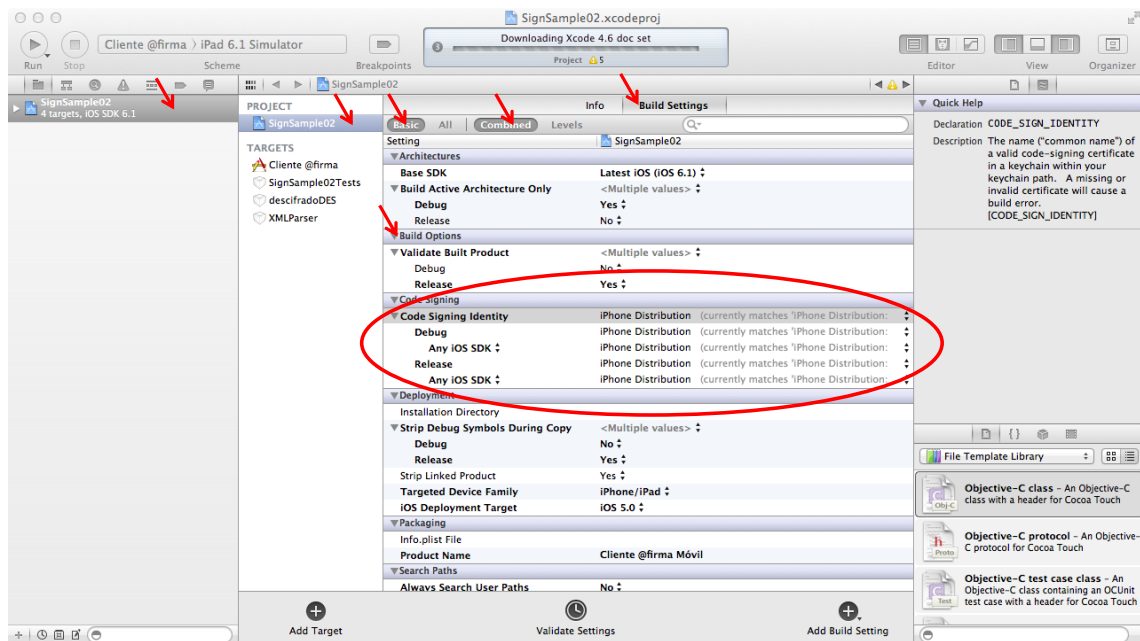 SignSample02.xcodeproj
Cliente @firma 〉 iPad 6.1 Simulator
Downloading Xcode 4.6 doc set
Project 5
Run Stop Scheme Breakpoints Editor View Organizer
SignSample02
SignSample02
4 targets, iOS SDK 6.1
PROJECT
SignSample02
TARGETS
Cliente @firma
SignSample02Tests
descifradoDES
XMLParser
Info Build Settings
Basic All Combined Levels
Setting SignSample02
Architectures
Base SDK Latest iOS (iOS 6.1)
Build Active Architecture Only <Multiple values>
Debug Yes
Release No
Build Options
Validate Built Product <Multiple values>
Debug No
Release Yes
Code Signing
Code Signing Identity iPhone Distribution (currently matches 'iPhone Distribution:
Debug iPhone Distribution (currently matches 'iPhone Distribution:
Any iOS SDK iPhone Distribution (currently matches 'iPhone Distribution:
Release iPhone Distribution (currently matches 'iPhone Distribution:
Any iOS SDK iPhone Distribution (currently matches 'iPhone Distribution:
Deployment
Installation Directory
Strip Debug Symbols During Copy <Multiple values>
Debug No
Release Yes
Strip Linked Product Yes
Targeted Device Family iPhone/iPad
iOS Deployment Target iOS 5.0
Packaging
Info.plist File
Product Name Cliente @firma Móvil
Search Paths
Always Search User Paths No
Add Target Validate Settings Add Build Setting
Quick Help
Declaration CODE_SIGN_IDENTITY
Description The name ("common name") of
a valid code-signing certificate
in a keychain within your
keychain path. A missing or
invalid certificate will cause a
build error.
[CODE_SIGN_IDENTITY]
{}
File Template Library
Obj-C
Objective-C class - An Objective-C
class with a header for Cocoa Touch
Proto
Objective-C protocol - An Objective-
C protocol for Cocoa Touch
Test
Objective-C test case class - An
Objective-C class containing an OCUnit
test case with a header for Cocoa Touch